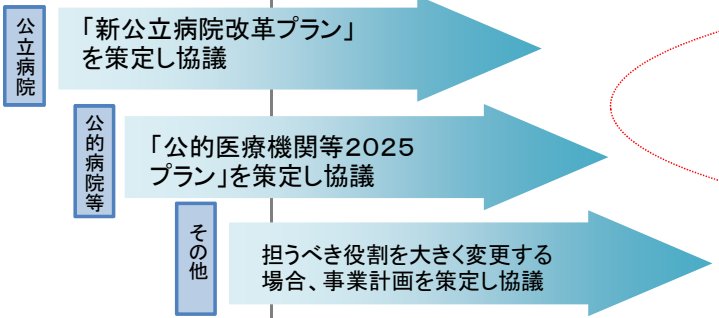 公立病院
「新公立病院改革プラン」
を策定し協議
公的病院等
「公的医療機関等2025
プラン」を策定し協議
その他
担うべき役割を大きく変更する
場合、事業計画を策定し協議